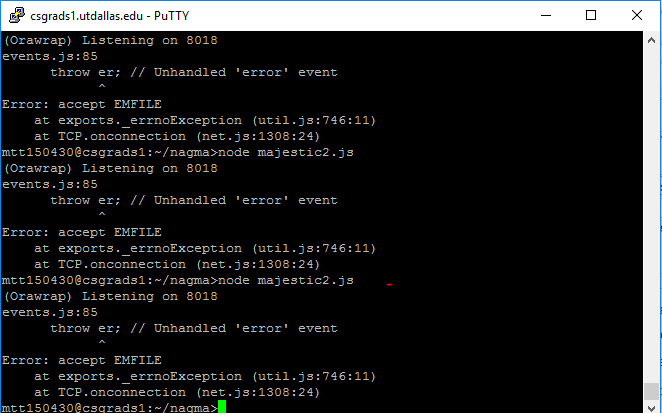 csgrads1.utdallas.edu - PuTTY
(Orawrap) Listening on 8018
events.js:85
      throw er; // Unhandled 'error' event
            ^
Error: accept EMFILE
    at exports._errnoException (util.js:746:11)
    at TCP.onconnection (net.js:1308:24)
mtt150430@csgrads1:~/nagma>node majestic2.js
(Orawrap) Listening on 8018
events.js:85
      throw er; // Unhandled 'error' event
            ^
Error: accept EMFILE
    at exports._errnoException (util.js:746:11)
    at TCP.onconnection (net.js:1308:24)
mtt150430@csgrads1:~/nagma>node majestic2.js
(Orawrap) Listening on 8018
events.js:85
      throw er; // Unhandled 'error' event
            ^
Error: accept EMFILE
    at exports._errnoException (util.js:746:11)
    at TCP.onconnection (net.js:1308:24)
mtt150430@csgrads1:~/nagma>